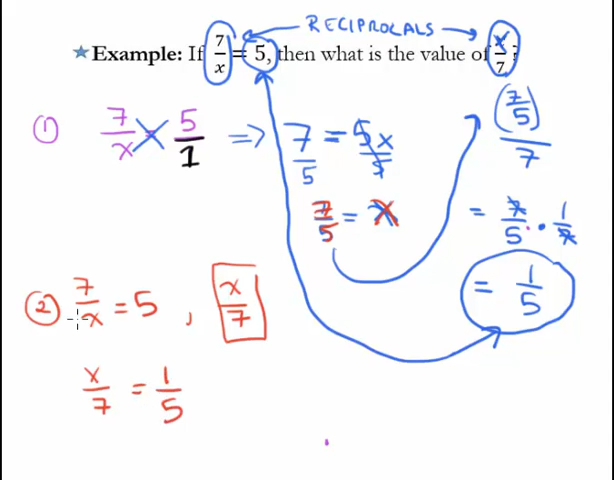 RECIPROCALS
★Example: If 7/x = 5, then what is the value of x/7?
① 7/x = 5/1 ⇒ 7/5 = 5x/5
7/5 = x
(7/5)/7
= 7/5 · 1/7
= 1/5
② 7/x = 5, x/7
x/7 = 1/5